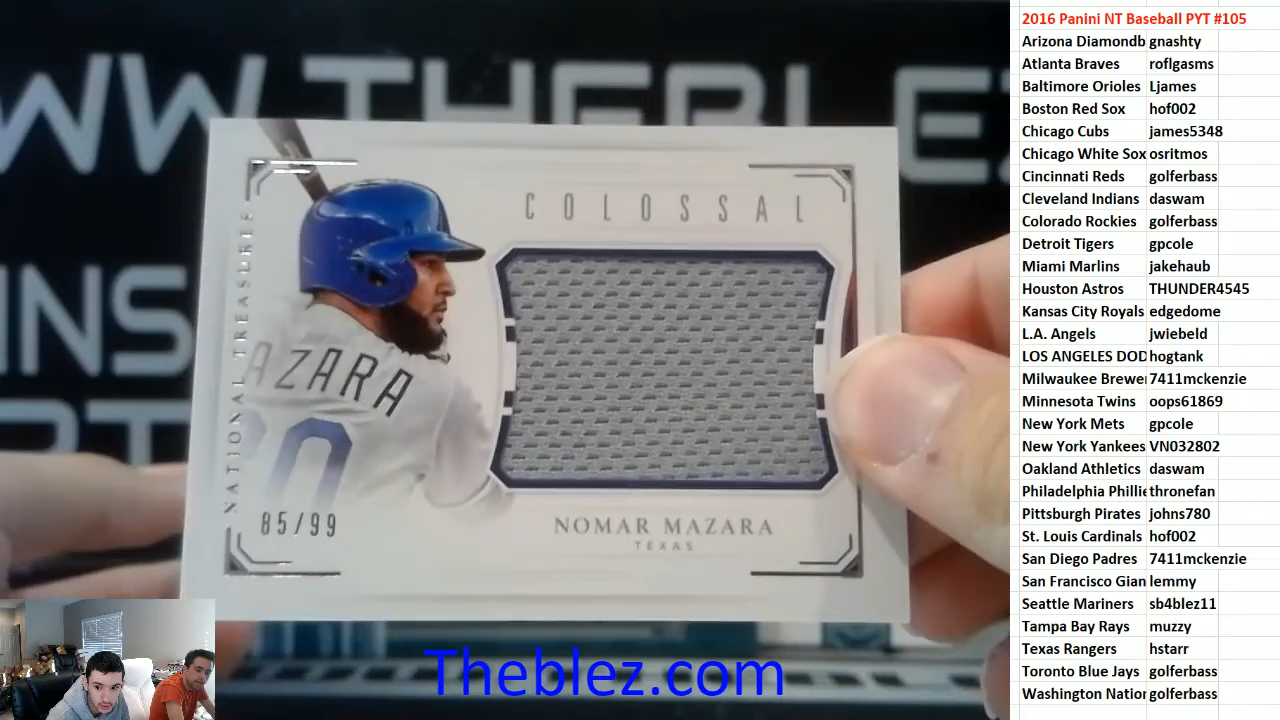 WW.THEBLEZ
INS
RT
COLOSSAL
NATIONAL TREASURES
AZARA
0
85/99
NOMAR MAZARA
TEXAS
Theblez.com
2016 Panini NT Baseball PYT #105
Arizona Diamondb gnashty
Atlanta Braves roflgasms
Baltimore Orioles Ljames
Boston Red Sox hof002
Chicago Cubs james5348
Chicago White Sox osritmos
Cincinnati Reds golferbass
Cleveland Indians daswam
Colorado Rockies golferbass
Detroit Tigers gpcole
Miami Marlins jakehaub
Houston Astros THUNDER4545
Kansas City Royals edgedome
L.A. Angels jwiebeld
LOS ANGELES DOD hogtank
Milwaukee Brewe 7411mckenzie
Minnesota Twins oops61869
New York Mets gpcole
New York Yankees VN032802
Oakland Athletics daswam
Philadelphia Phillie thronefan
Pittsburgh Pirates johns780
St. Louis Cardinals hof002
San Diego Padres 7411mckenzie
San Francisco Gian lemmy
Seattle Mariners sb4blez11
Tampa Bay Rays muzzy
Texas Rangers hstarr
Toronto Blue Jays golferbass
Washington Nation golferbass